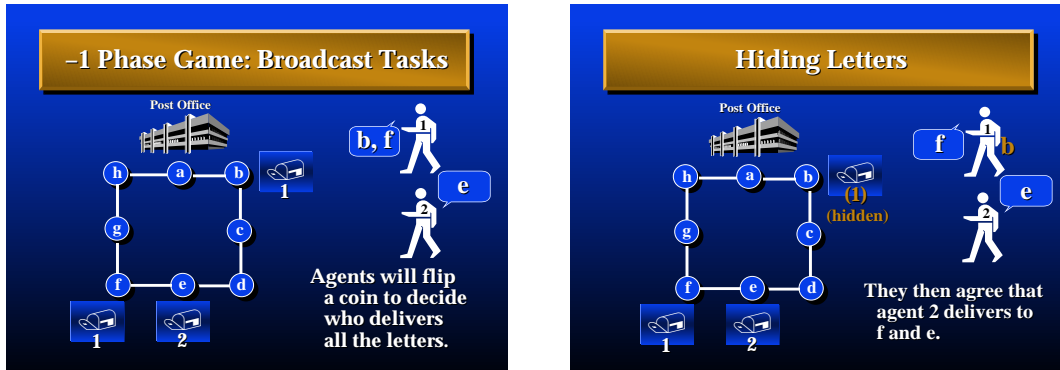 –1 Phase Game: Broadcast Tasks
Post Office
1
b, f
h
a
b
1
e
2
g
c
f
e
d
Agents will flip
a coin to decide
who delivers
all the letters.
1
2
Hiding Letters
Post Office
1
f
b
h
a
b
(1)
(hidden)
e
2
g
c
f
e
d
They then agree that
agent 2 delivers to
f and e.
1
2